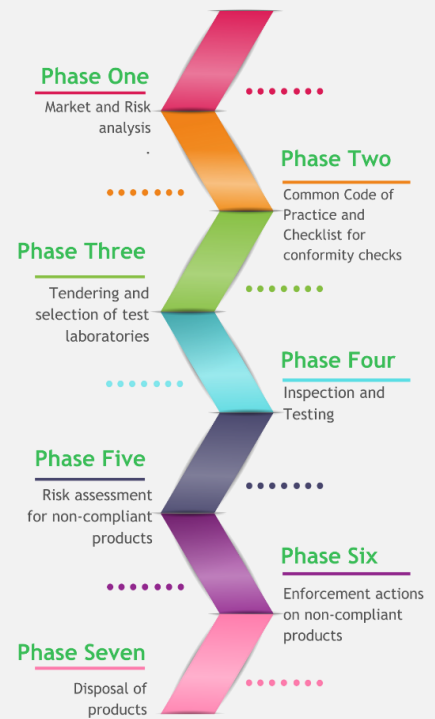 Phase One
Market and Risk
analysis
.
Phase Two
Common Code of
Practice and
Checklist for
conformity checks
Phase Three
Tendering and
selection of test
laboratories
Phase Four
Inspection and
Testing
Phase Five
Risk assessment
for non-compliant
products
Phase Six
Enforcement actions
on non-compliant
products
Phase Seven
Disposal of
products